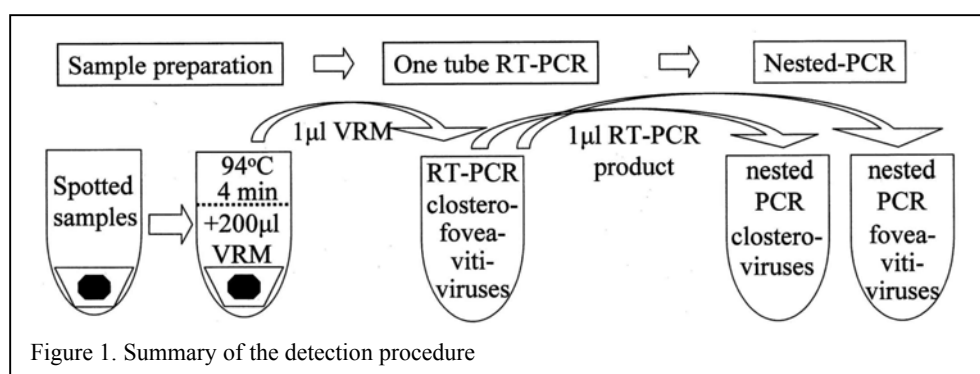 Sample preparation
One tube RT-PCR
Nested-PCR
1µl VRM
1µl RT-PCR
product
Spotted
samples
94ºC
4 min
+200µl
VRM
RT-PCR
clostero-
fovea-
viti-
viruses
nested
PCR
clostero-
viruses
nested
PCR
fovea-
viti-
viruses
Figure 1. Summary of the detection procedure